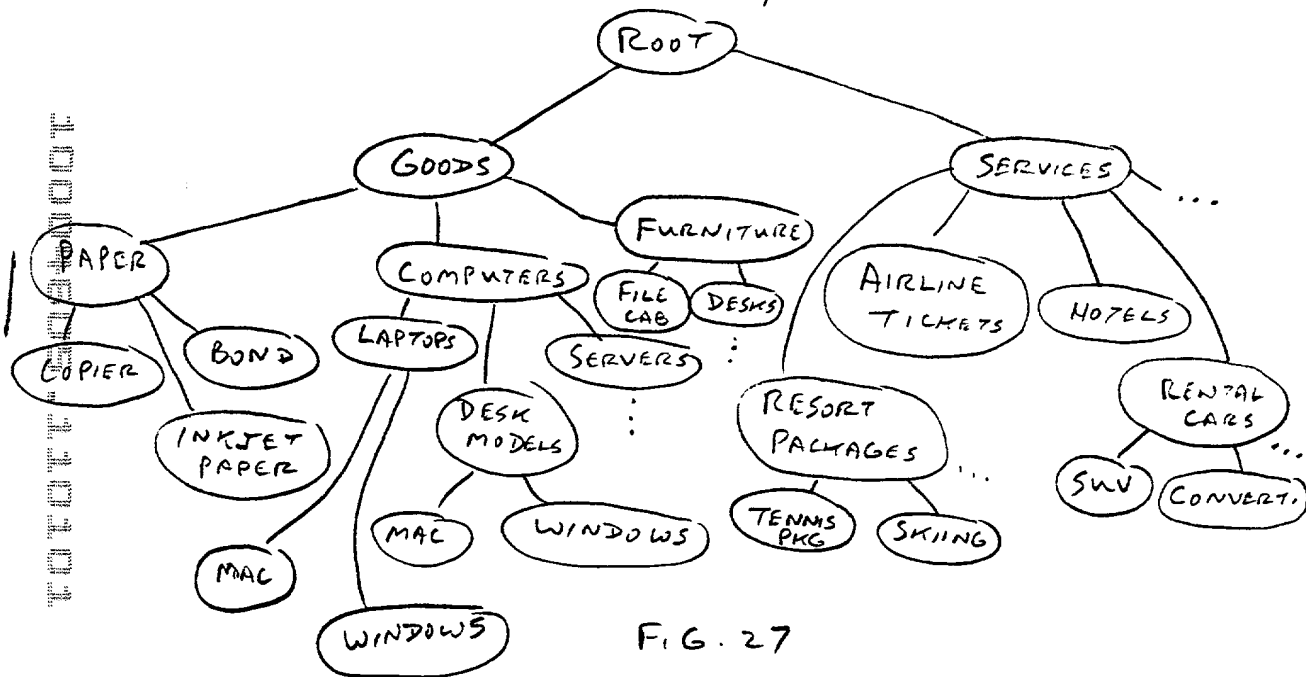 ROOT
GOODS
SERVICES
...
PAPER
COMPUTERS
FURNITURE
FILE
CAB
DESKS
AIRLINE
TICKETS
HOTELS
COPIER
BOND
LAPTOPS
SERVERS
INKJET
PAPER
DESK
MODELS
RESORT
PACKAGES
...
RENTAL
CARS
...
MAC
WINDOWS
TENNIS
PKG
SKIING
SUV
CONVERT.
MAC
WINDOWS
FIG. 27